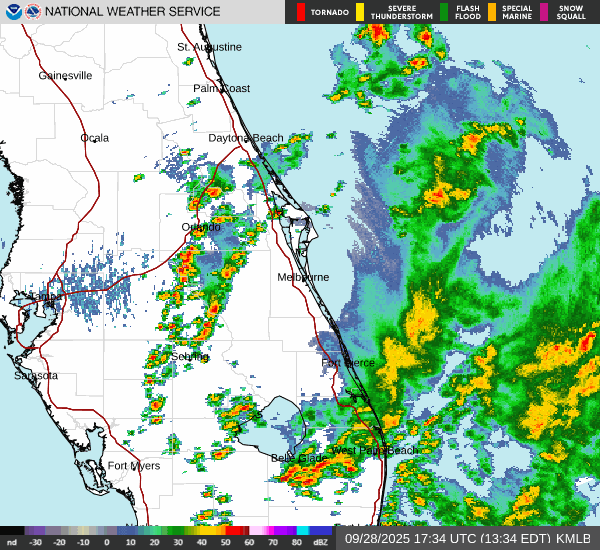 NATIONAL WEATHER SERVICE
TORNADO
SEVERE THUNDERSTORM
FLASH FLOOD
SPECIAL MARINE
SNOW SQUALL
St. Augustine
Gainesville
Palm Coast
Ocala
Daytona Beach
Orlando
Melbourne
Tampa
Sebring
Fort Pierce
Sarasota
West Palm Beach
Belle Glade
Fort Myers
nd -30 -20 -10 0 10 20 30 40 50 60 70 80 dBZ
09/28/2025 17:34 UTC (13:34 EDT) KMLB